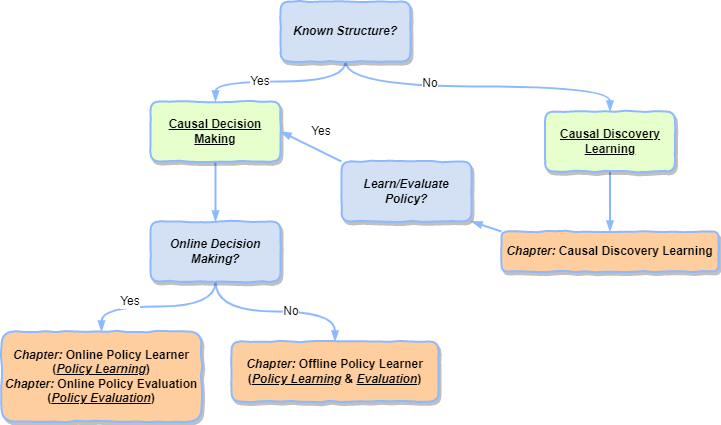 Known Structure?
Yes
No
Causal Decision
Making
Yes
Causal Discovery
Learning
Learn/Evaluate
Policy?
Online Decision
Making?
Chapter: Causal Discovery Learning
Yes
No
Chapter: Online Policy Learner
(Policy Learning)
Chapter: Online Policy Evaluation
(Policy Evaluation)
Chapter: Offline Policy Learner
(Policy Learning & Evaluation)